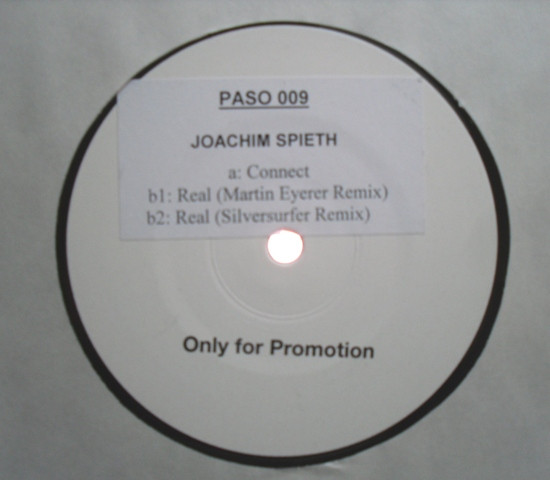 PASO 009
JOACHIM SPIETH
a: Connect
b1: Real (Martin Eyerer Remix)
b2: Real (Silversurfer Remix)
Only for Promotion